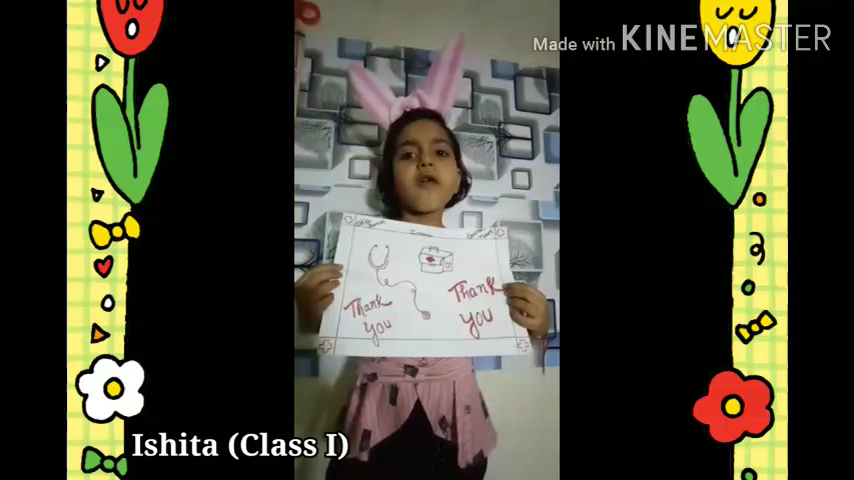 Made with KINEMASTER
Thank
you
Thank
you
Ishita (Class I)